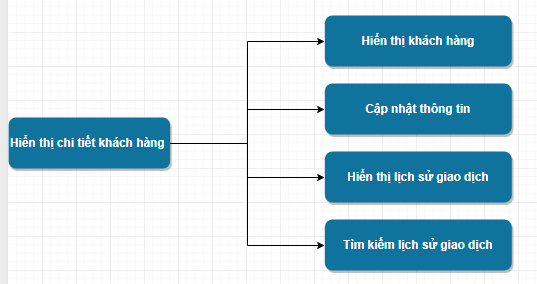 Hiển thị khách hàng
Cập nhật thông tin
Hiển thị chi tiết khách hàng
Hiển thị lịch sử giao dịch
Tìm kiếm lịch sử giao dịch